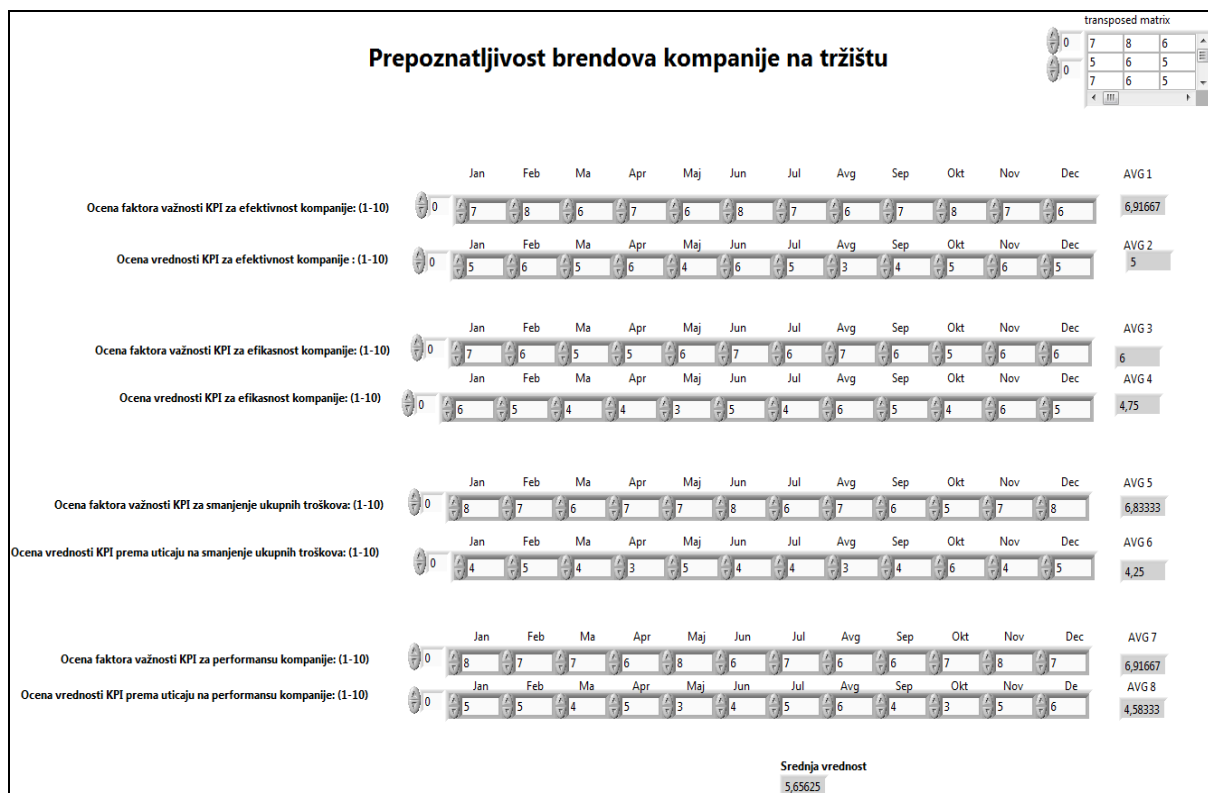 transposed matrix
0 7 8 6
0 5 6 5
7 6 5
Prepoznatljivost brendova kompanije na tržištu
Jan Feb Ma Apr Maj Jun Jul Avg Sep Okt Nov Dec AVG 1
Ocena faktora važnosti KPI za efektivnost kompanije: (1-10) 0 7 8 6 7 6 8 7 6 7 8 7 6 6,91667
Jan Feb Ma Apr Maj Jun Jul Avg Sep Okt Nov Dec AVG 2
Ocena vrednosti KPI za efektivnost kompanije : (1-10) 0 5 6 5 6 4 6 5 3 4 5 6 5 5
Jan Feb Ma Apr Maj Jun Jul Avg Sep Okt Nov Dec AVG 3
Ocena faktora važnosti KPI za efikasnost kompanije: (1-10) 0 7 6 5 5 6 7 6 7 6 5 6 6 6
Jan Feb Ma Apr Maj Jun Jul Avg Sep Okt Nov Dec AVG 4
Ocena vrednosti KPI za efikasnost kompanije: (1-10) 0 6 5 4 4 3 5 4 6 5 4 6 5 4,75
Jan Feb Ma Apr Maj Jun Jul Avg Sep Okt Nov Dec AVG 5
Ocena faktora važnosti KPI za smanjenje ukupnih troškova: (1-10) 0 8 7 6 7 7 8 6 7 6 5 7 8 6,83333
Jan Feb Ma Apr Maj Jun Jul Avg Sep Okt Nov Dec AVG 6
Ocena vrednosti KPI prema uticaju na smanjenje ukupnih troškova: (1-10) 0 4 5 4 3 5 4 4 3 4 6 4 5 4,25
Jan Feb Ma Apr Maj Jun Jul Avg Sep Okt Nov Dec AVG 7
Ocena faktora važnosti KPI za performansu kompanije: (1-10) 0 8 7 7 6 8 6 7 6 6 7 8 7 6,91667
Jan Feb Ma Apr Maj Jun Jul Avg Sep Okt Nov De AVG 8
Ocena vrednosti KPI prema uticaju na performansu kompanije: (1-10) 0 5 5 4 5 3 4 5 6 4 3 5 6 4,58333
Srednja vrednost
5,65625